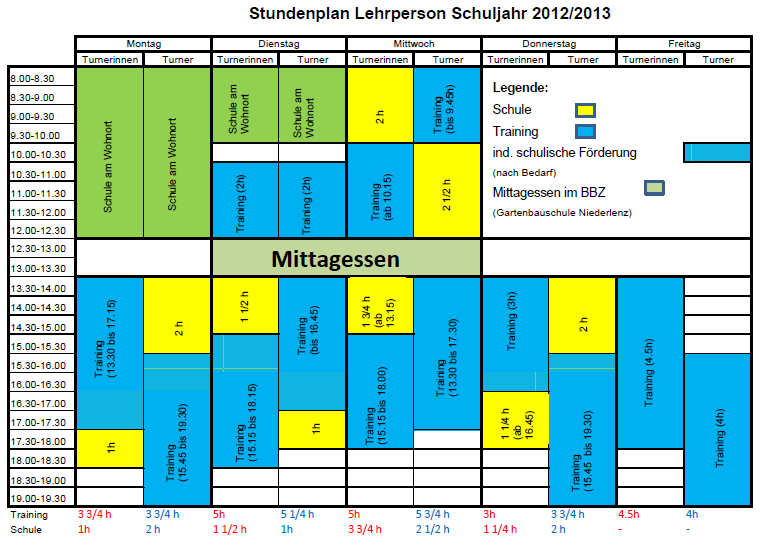 Stundenplan Lehrperson Schuljahr 2012/2013
Montag Dienstag Mittwoch Donnerstag Freitag
Turnerinnen Turner Turnerinnen Turner Turnerinnen Turner Turnerinnen Turner Turnerinnen Turner
8.00-8.30
8.30-9.00
9.00-9.30
9.30-10.00
10.00-10.30
10.30-11.00
11.00-11.30
11.30-12.00
12.00-12.30
12.30-13.00
13.00-13.30
13.30-14.00
14.00-14.30
14.30-15.00
15.00-15.30
15.30-16.00
16.00-16.30
16.30-17.00
17.00-17.30
17.30-18.00
18.00-18.30
18.30-19.00
19.00-19.30
Schule am Wohnort
Schule am Wohnort
Schule am
Wohnort
Schule am
Wohnort
2 h
Training
(bis 9.45h)
Training (2h)
Training (2h)
Training
(ab 10.15)
2 1/2 h
Legende:
Schule
Training
ind. schulische Förderung
(nach Bedarf)
Mittagessen im BBZ
(Gartenbauschule Niederlenz)
Mittagessen
Training
(13.30 bis 17.15)
1h
2 h
Training
(15.45 bis 19.30)
1 1/2 h
Training
(15.15 bis 18.15)
Training
(bis 16.45)
1h
1 3/4 h
(ab
13.15)
Training
(15.15 bis 18.00)
Training
(13.30 bis 17.30)
Training (3h)
1 1/4 h
(ab
16.45)
2 h
Training
(15.45 bis 19.30)
Training (4.5h)
Training (4h)
Training 3 3/4 h 3 3/4 h 5h 5 1/4 h 5h 5 3/4 h 3h 3 3/4 h 4.5h 4h
Schule 1h 2 h 1 1/2 h 1h 3 3/4 h 2 1/2 h 1 1/4 h 2 h - -